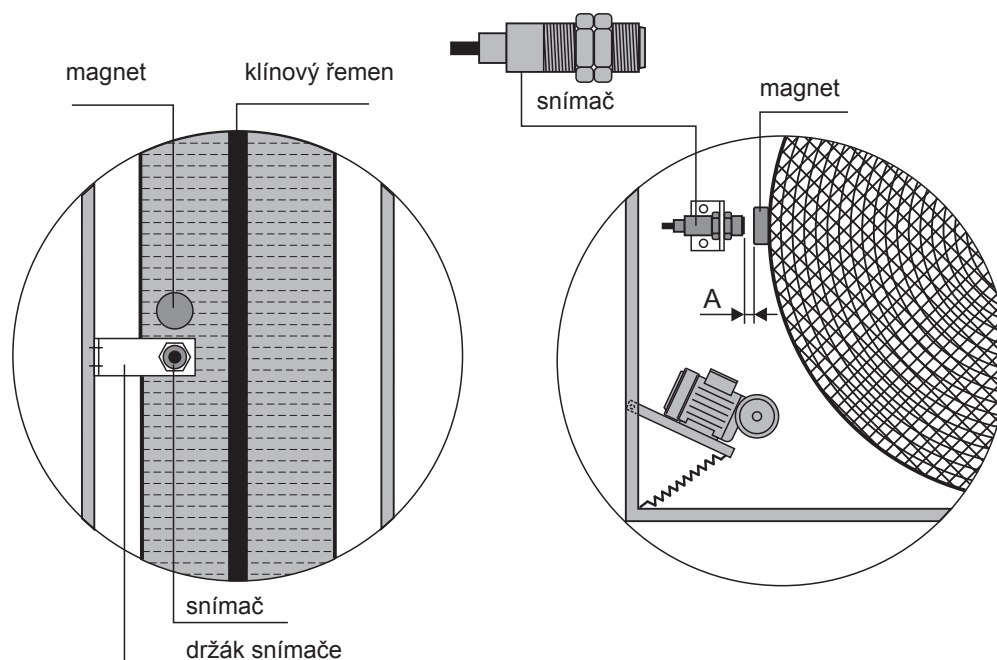 magnet
klínový řemen
snímač
magnet
A
snímač
držák snímače